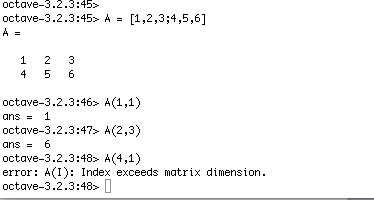 octave-3.2.3:45>
octave-3.2.3:45> A = [1,2,3;4,5,6]
A =
1 2 3
4 5 6
octave-3.2.3:46> A(1,1)
ans = 1
octave-3.2.3:47> A(2,3)
ans = 6
octave-3.2.3:48> A(4,1)
error: A(I): Index exceeds matrix dimension.
octave-3.2.3:48>